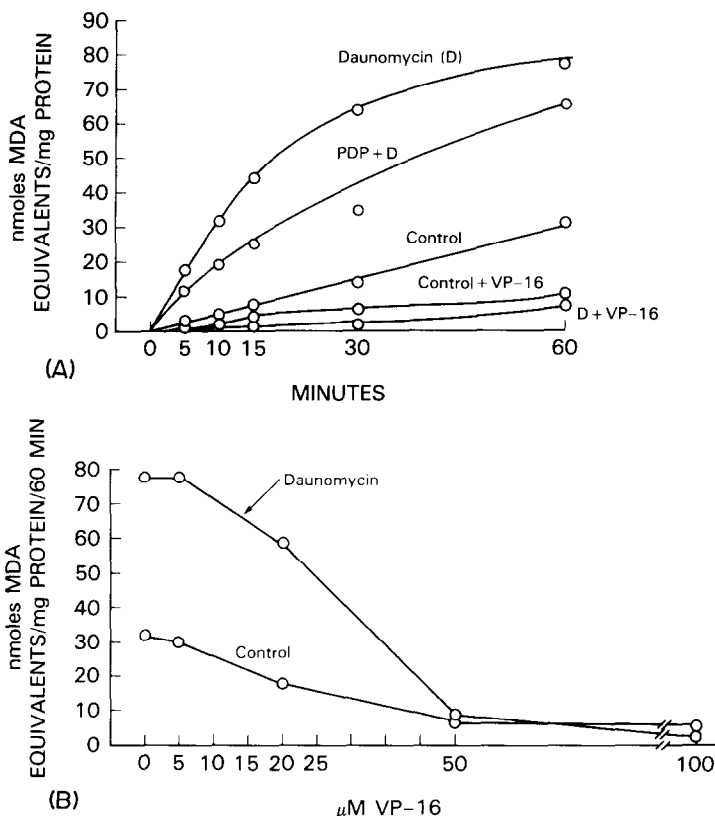 nmoles MDA
EQUIVALENTS/mg PROTEIN
90
80
70
60
50
40
30
20
10
0
Daunomycin (D)
PDP + D
Control
Control + VP-16
D + VP-16
0 5 10 15 30 60
(A)
MINUTES
nmoles MDA
EQUIVALENTS/mg PROTEIN/60 MIN
80
70
60
50
40
30
20
10
0
Daunomycin
Control
0 5 10 15 20 25 50 100
(B)
μM VP-16